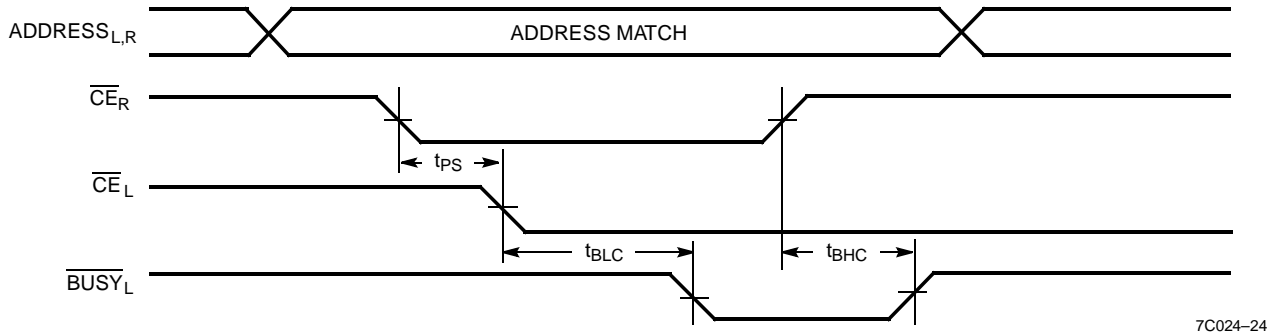 ADDRESS_L,R ADDRESS MATCH
CE_R
t_PS
CE_L
t_BLC t_BHC
BUSY_L
7C024–24